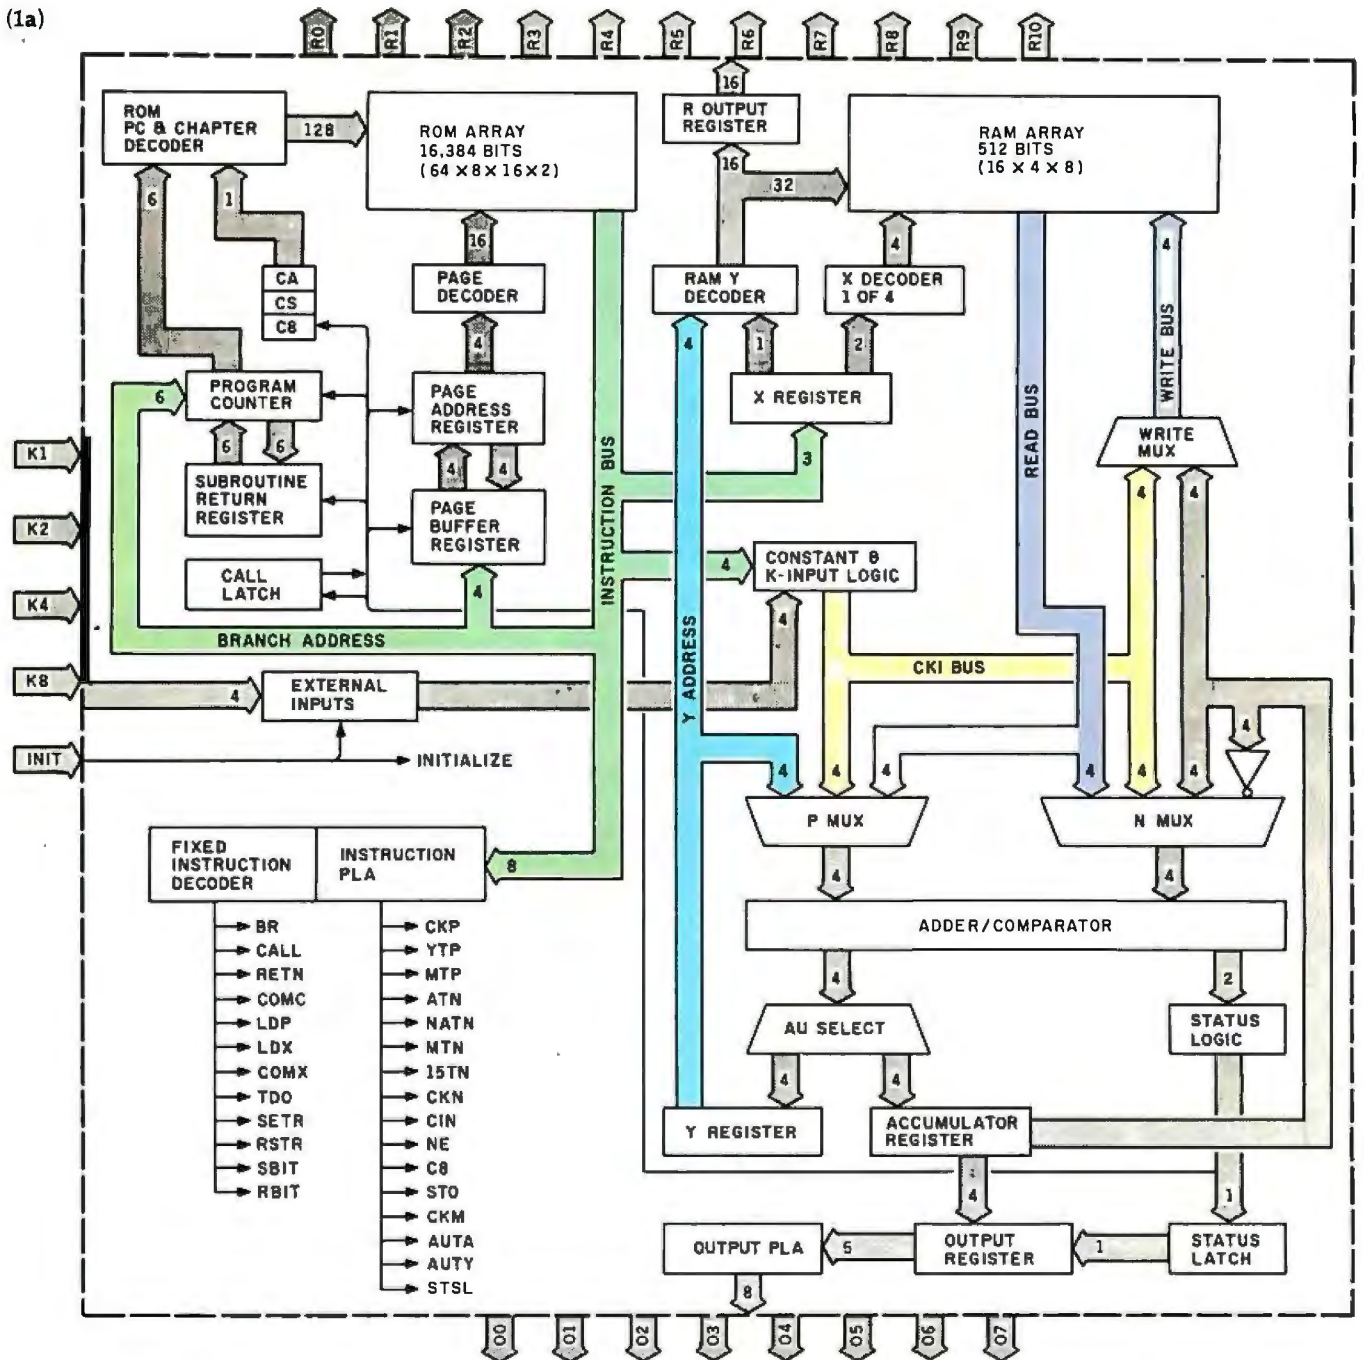 (1a)
R0
R1
R2
R3
R4
R5
R6
R7
R8
R9
R10
ROM
PC & CHAPTER
DECODER
128
ROM ARRAY
16,384 BITS
(64 × 8 × 16 × 2)
16
R OUTPUT
REGISTER
16
32
RAM ARRAY
512 BITS
(16 × 4 × 8)
6
1
CA
CS
CB
16
PAGE
DECODER
4
RAM Y
DECODER
X DECODER
1 OF 4
4
4
1
2
4
WRITE BUS
6
PROGRAM
COUNTER
PAGE
ADDRESS
REGISTER
X REGISTER
READ BUS
WRITE
MUX
K1
6
6
4
4
INSTRUCTION BUS
3
4
4
SUBROUTINE
RETURN
REGISTER
PAGE
BUFFER
REGISTER
K2
CALL
LATCH
4
4
CONSTANT &
K-INPUT LOGIC
K4
BRANCH ADDRESS
Y ADDRESS
4
CKI BUS
K8
4
EXTERNAL
INPUTS
4
INIT
INITIALIZE
4
4
4
4
4
4
P MUX
N MUX
FIXED
INSTRUCTION
DECODER
INSTRUCTION
PLA
8
4
4
ADDER/COMPARATOR
BR
CALL
RETN
COMC
LDP
LDX
COMX
TDO
SETR
RSTR
SBIT
RBIT
CKP
YTP
MTP
ATN
NATN
MTN
15TN
CKN
CIN
NE
C8
STO
CKM
AUTA
AUTY
STSL
4
2
AU SELECT
STATUS
LOGIC
4
4
Y REGISTER
ACCUMULATOR
REGISTER
4
1
OUTPUT PLA
5
OUTPUT
REGISTER
1
STATUS
LATCH
8
O0
O1
O2
O3
O4
O5
O6
O7